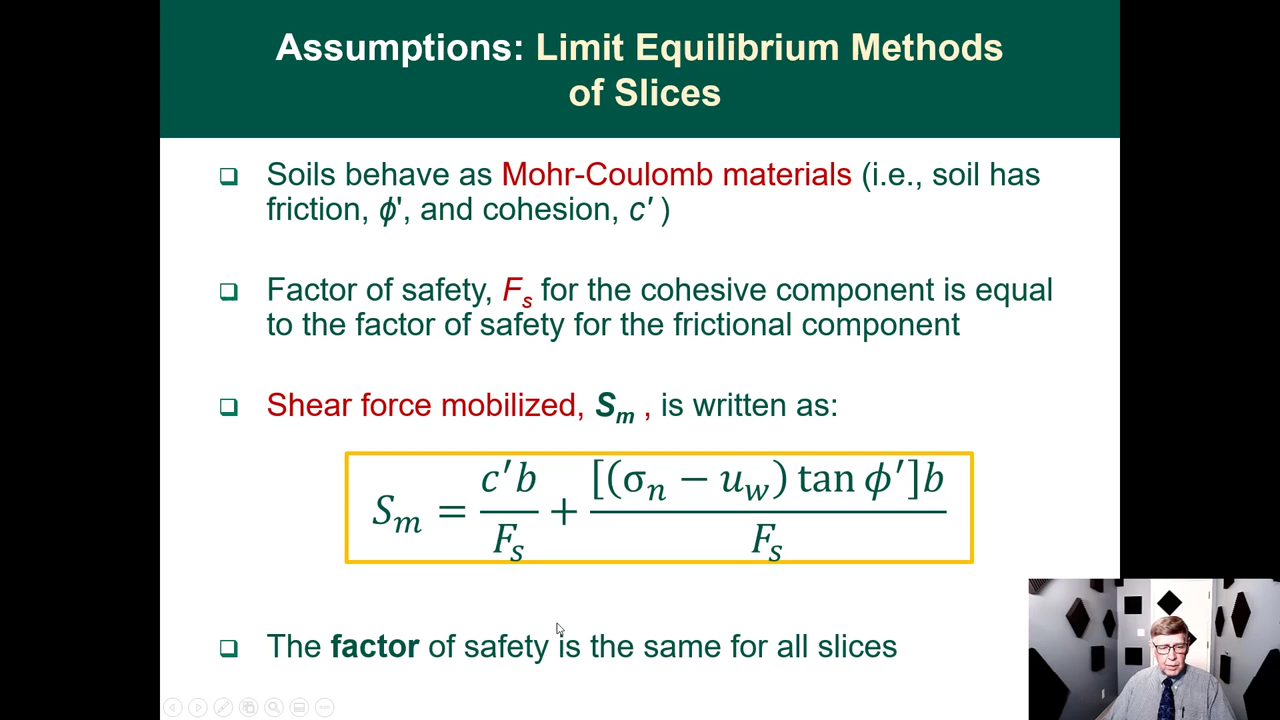 Assumptions: Limit Equilibrium Methods
of Slices
❑ Soils behave as Mohr-Coulomb materials (i.e., soil has
friction, ϕ', and cohesion, c′ )
❑ Factor of safety, Fₛ for the cohesive component is equal
to the factor of safety for the frictional component
❑ Shear force mobilized, Sₘ , is written as:
Sₘ = c′b/Fₛ + [(σₙ − u_w) tan ϕ′]b/Fₛ
❑ The factor of safety is the same for all slices